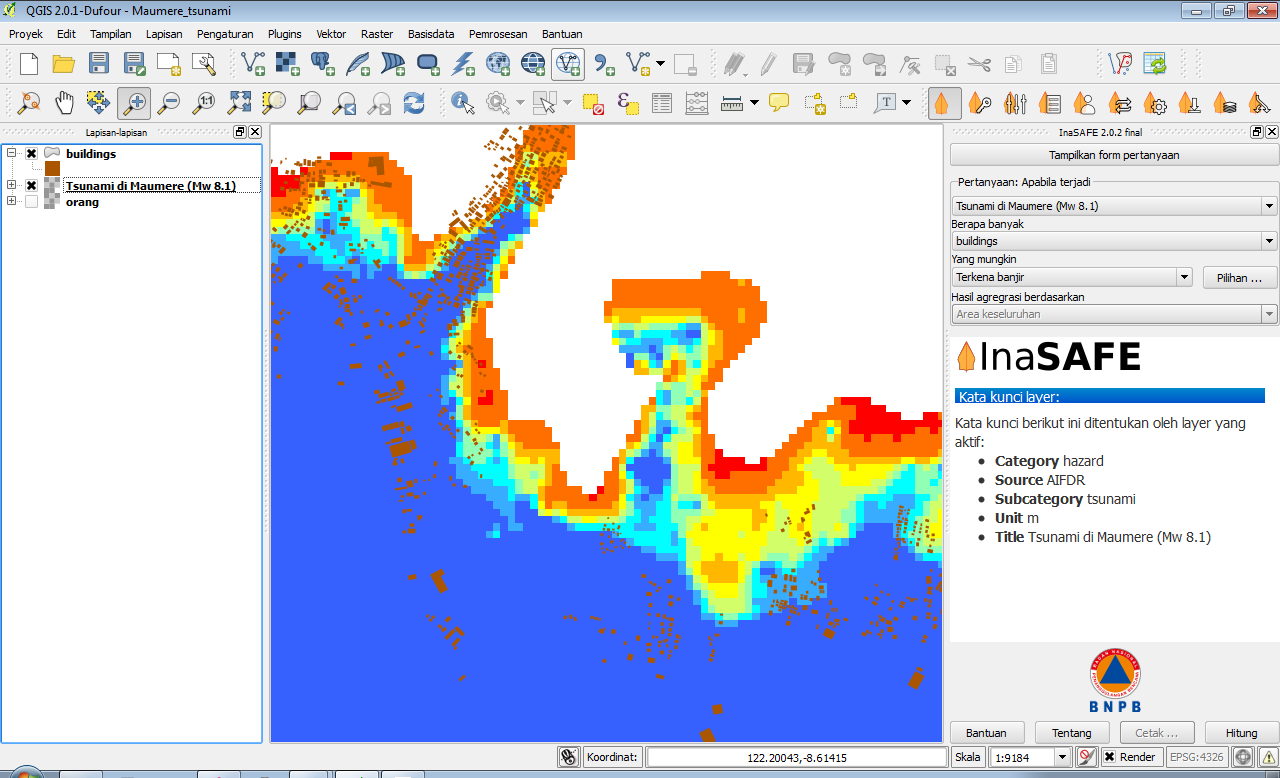 QGIS 2.0.1-Dufour - Maumere_tsunami
Proyek Edit Tampilan Lapisan Pengaturan Plugins Vektor Raster Basisdata Pemrosesan Bantuan
Lapisan-lapisan
buildings
Tsunami di Maumere (Mw 8.1)
orang
InaSAFE 2.0.2 final
Tampilkan form pertanyaan
Pertanyaan: Apabila terjadi
Tsunami di Maumere (Mw 8.1)
Berapa banyak
buildings
Yang mungkin
Terkena banjir
Pilihan ...
Hasil agregrasi berdasarkan
Area keseluruhan
InaSAFE
Kata kunci layer:
Kata kunci berikut ini ditentukan oleh layer yang
aktif:
Category hazard
Source AIFDR
Subcategory tsunami
Unit m
Title Tsunami di Maumere (Mw 8.1)
BNPB
Bantuan Tentang Cetak ... Hitung
Koordinat: 122.20043,-8.61415 Skala 1:9184 Render EPSG:4326